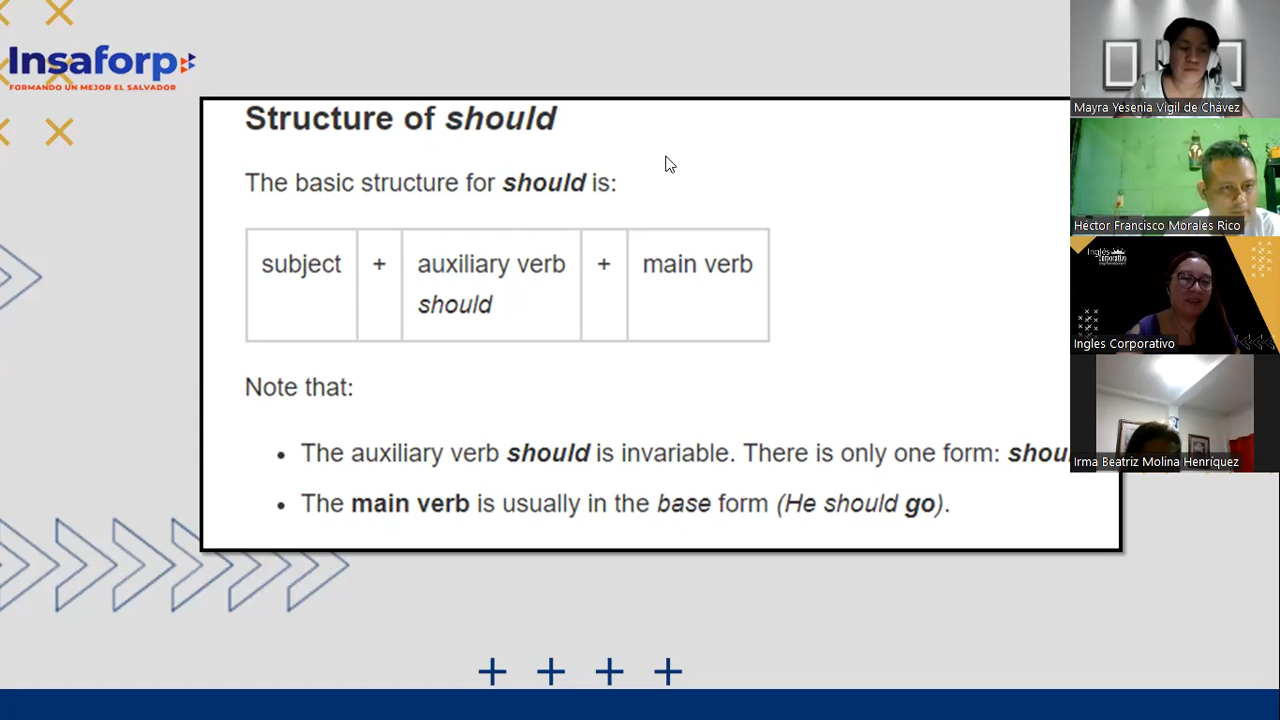 Insaforp
FORMANDO UN MEJOR EL SALVADOR
Structure of should
The basic structure for should is:
subject + auxiliary verb should + main verb
Note that:
The auxiliary verb should is invariable. There is only one form: shou
The main verb is usually in the base form (He should go).
Mayra Yesenia Vigil de Chávez
Héctor Francisco Morales Rico
Inglés
Corporativo
Ingles Corporativo
Irma Beatriz Molina Henríquez